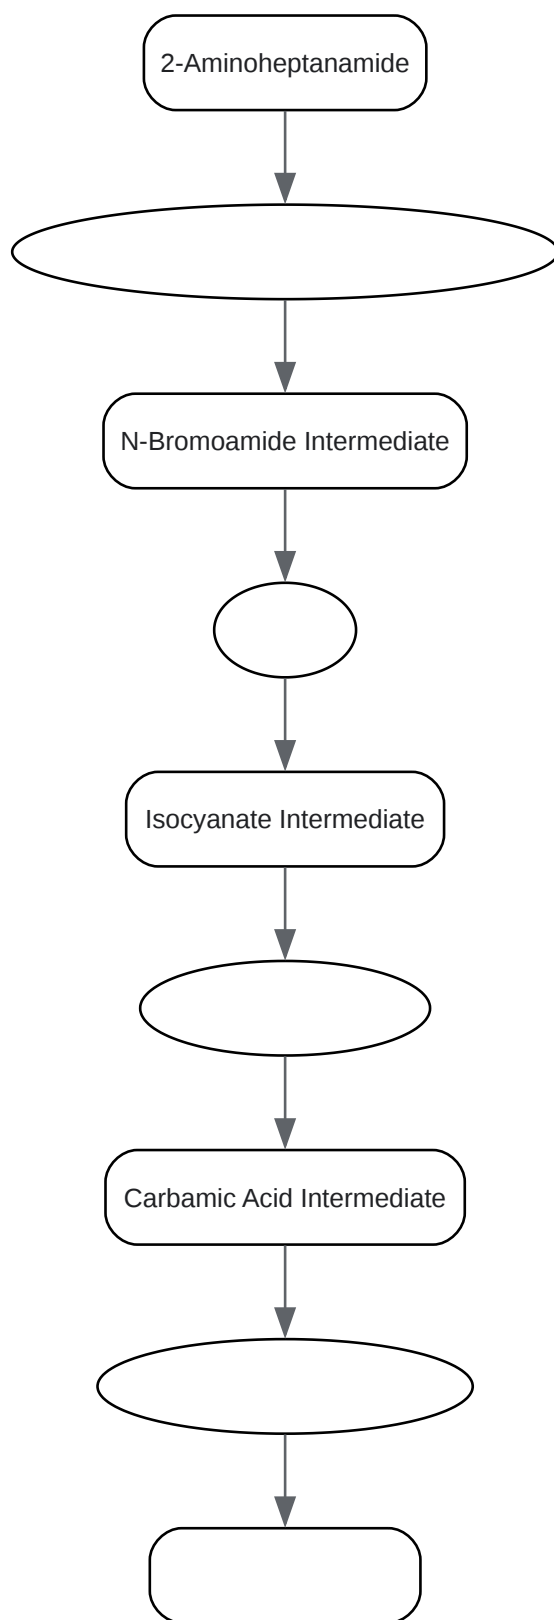 2-Aminoheptanamide
N-Bromoamide Intermediate
Isocyanate Intermediate
Carbamic Acid Intermediate